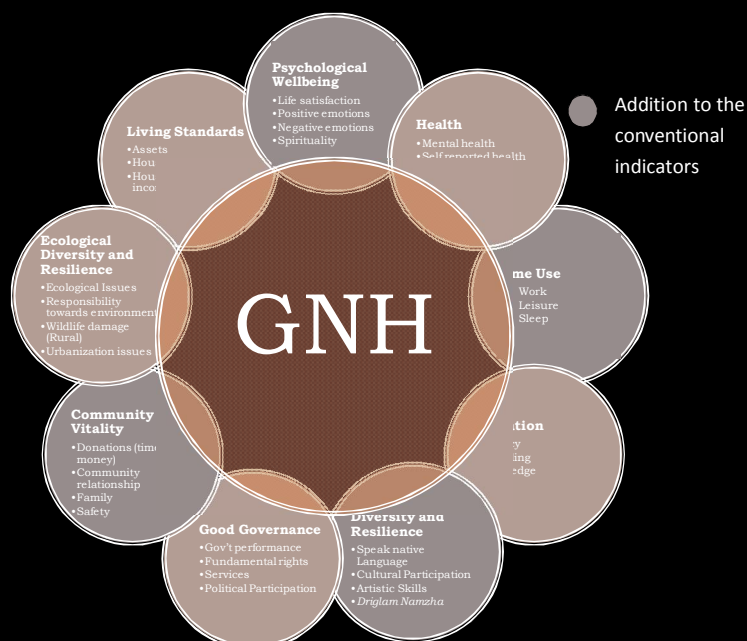 Psychological
Wellbeing
•Life satisfaction
•Positive emotions
•Negative emotions
•Spirituality
Health
•Mental health
•Self reported health
Addition to the
conventional
indicators
Living Standards
•Assets
Ecological
Diversity and
Resilience
•Ecological Issues
•Responsibility
towards environment
•Wildlife damage
(Rural)
•Urbanization issues
GNH
me Use
Work
Leisure
Sleep
Community
Vitality
•Donations (time
money)
•Community
relationship
•Family
•Safety
Good Governance
•Gov't performance
•Fundamental rights
•Services
•Political Participation
Diversity and
Resilience
•Speak native
Language
•Cultural Participation
•Artistic Skills
•Driglam Namzha